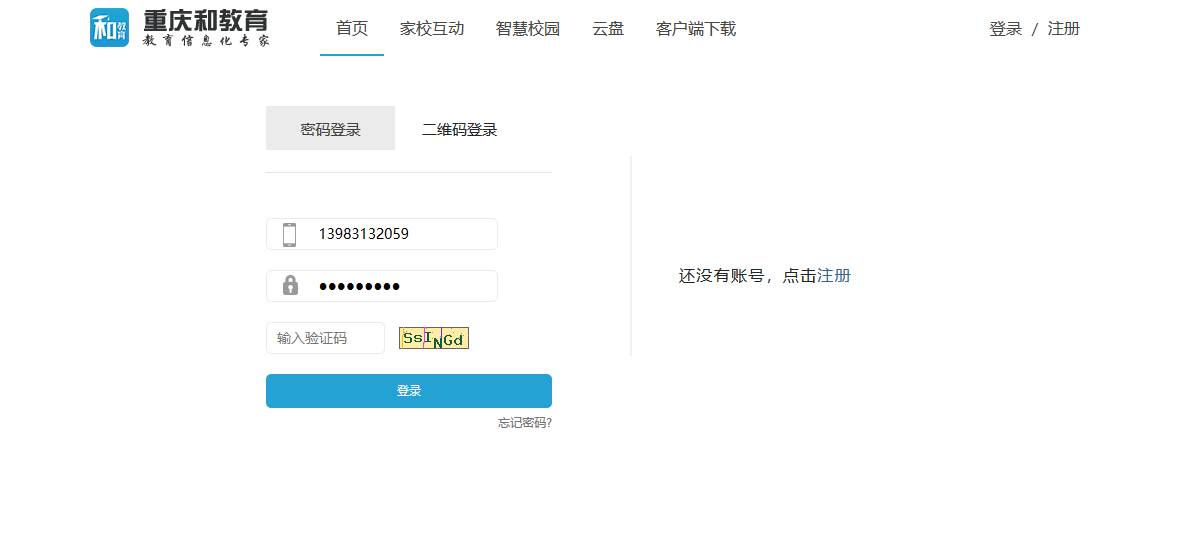 和教育 重庆和教育
教育信息化专家
首页 家校互动 智慧校园 云盘 客户端下载 登录 / 注册
密码登录 二维码登录
13983132059
还没有账号，点击注册
●●●●●●●●●
输入验证码 SsINGd
登录
忘记密码?